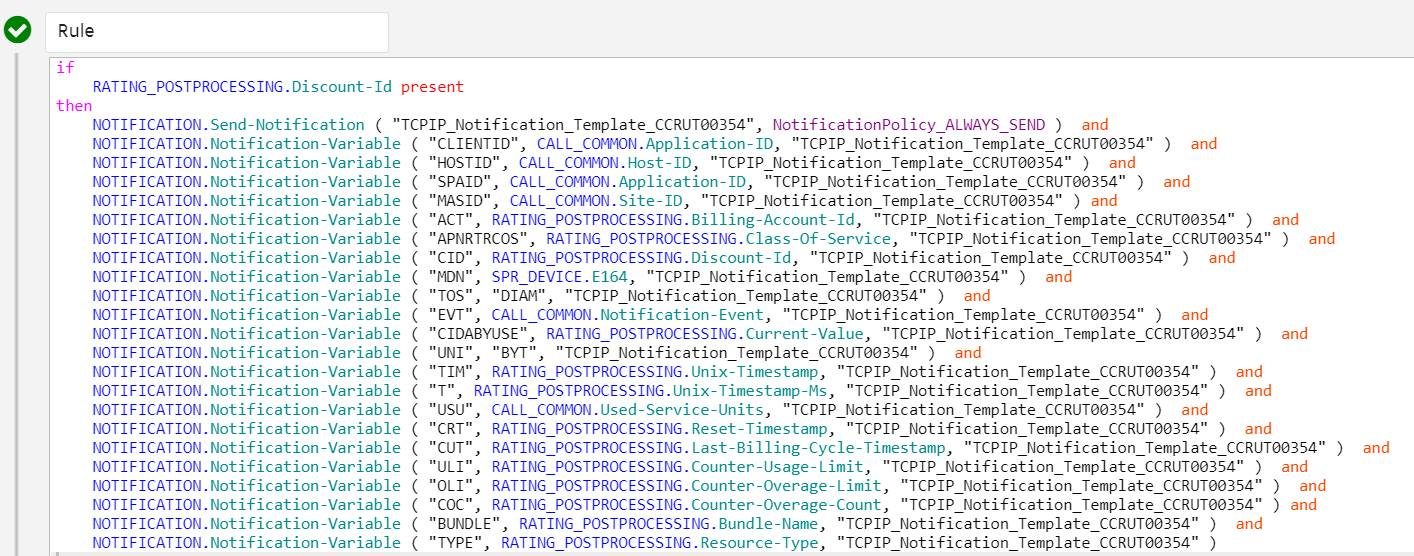 Rule
if
RATING_POSTPROCESSING.Discount-Id present
then
NOTIFICATION.Send-Notification ( "TCPIP_Notification_Template_CCRUT00354", NotificationPolicy_ALWAYS_SEND )  and
NOTIFICATION.Notification-Variable ( "CLIENTID", CALL_COMMON.Application-ID, "TCPIP_Notification_Template_CCRUT00354" )  and
NOTIFICATION.Notification-Variable ( "HOSTID", CALL_COMMON.Host-ID, "TCPIP_Notification_Template_CCRUT00354" )  and
NOTIFICATION.Notification-Variable ( "SPAID", CALL_COMMON.Application-ID, "TCPIP_Notification_Template_CCRUT00354" )  and
NOTIFICATION.Notification-Variable ( "MASID", CALL_COMMON.Site-ID, "TCPIP_Notification_Template_CCRUT00354" ) and
NOTIFICATION.Notification-Variable ( "ACT", RATING_POSTPROCESSING.Billing-Account-Id, "TCPIP_Notification_Template_CCRUT00354" )  and
NOTIFICATION.Notification-Variable ( "APNRTRCOS", RATING_POSTPROCESSING.Class-Of-Service, "TCPIP_Notification_Template_CCRUT00354" )  and
NOTIFICATION.Notification-Variable ( "CID", RATING_POSTPROCESSING.Discount-Id, "TCPIP_Notification_Template_CCRUT00354" )  and
NOTIFICATION.Notification-Variable ( "MDN", SPR_DEVICE.E164, "TCPIP_Notification_Template_CCRUT00354" )  and
NOTIFICATION.Notification-Variable ( "TOS", "DIAM", "TCPIP_Notification_Template_CCRUT00354" )  and
NOTIFICATION.Notification-Variable ( "EVT", CALL_COMMON.Notification-Event, "TCPIP_Notification_Template_CCRUT00354" )  and
NOTIFICATION.Notification-Variable ( "CIDABYUSE", RATING_POSTPROCESSING.Current-Value, "TCPIP_Notification_Template_CCRUT00354" )  and
NOTIFICATION.Notification-Variable ( "UNI", "BYT", "TCPIP_Notification_Template_CCRUT00354" )  and
NOTIFICATION.Notification-Variable ( "TIM", RATING_POSTPROCESSING.Unix-Timestamp, "TCPIP_Notification_Template_CCRUT00354" )  and
NOTIFICATION.Notification-Variable ( "T", RATING_POSTPROCESSING.Unix-Timestamp-Ms, "TCPIP_Notification_Template_CCRUT00354" )  and
NOTIFICATION.Notification-Variable ( "USU", CALL_COMMON.Used-Service-Units, "TCPIP_Notification_Template_CCRUT00354" )  and
NOTIFICATION.Notification-Variable ( "CRT", RATING_POSTPROCESSING.Reset-Timestamp, "TCPIP_Notification_Template_CCRUT00354" )  and
NOTIFICATION.Notification-Variable ( "CUT", RATING_POSTPROCESSING.Last-Billing-Cycle-Timestamp, "TCPIP_Notification_Template_CCRUT00354" )  and
NOTIFICATION.Notification-Variable ( "ULI", RATING_POSTPROCESSING.Counter-Usage-Limit, "TCPIP_Notification_Template_CCRUT00354" )  and
NOTIFICATION.Notification-Variable ( "OLI", RATING_POSTPROCESSING.Counter-Overage-Limit, "TCPIP_Notification_Template_CCRUT00354" )  and
NOTIFICATION.Notification-Variable ( "COC", RATING_POSTPROCESSING.Counter-Overage-Count,  "TCPIP_Notification_Template_CCRUT00354" ) and
NOTIFICATION.Notification-Variable ( "BUNDLE", RATING_POSTPROCESSING.Bundle-Name, "TCPIP_Notification_Template_CCRUT00354" )  and
NOTIFICATION.Notification-Variable ( "TYPE", RATING_POSTPROCESSING.Resource-Type, "TCPIP_Notification_Template_CCRUT00354" )